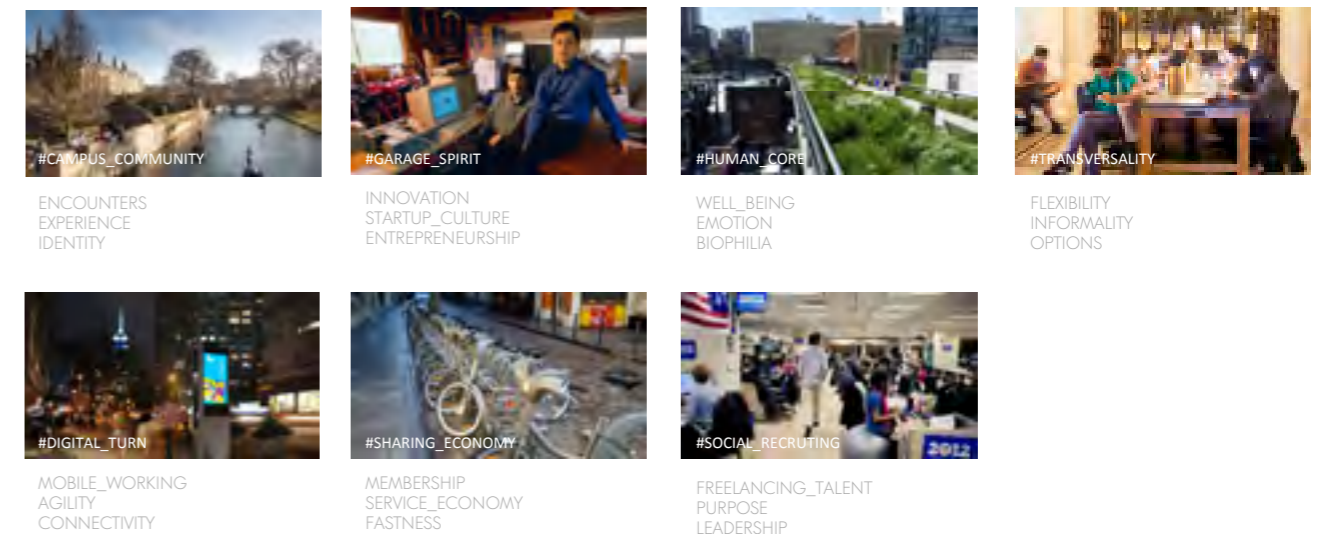 #CAMPUS_COMMUNITY
ENCOUNTERS
EXPERIENCE
IDENTITY
#GARAGE_SPIRIT
INNOVATION
STARTUP_CULTURE
ENTREPRENEURSHIP
#HUMAN_CORE
WELL_BEING
EMOTION
BIOPHILIA
#TRANSVERSALITY
FLEXIBILITY
INFORMALITY
OPTIONS
#DIGITAL_TURN
MOBILE_WORKING
AGILITY
CONNECTIVITY
#SHARING_ECONOMY
MEMBERSHIP
SERVICE_ECONOMY
FASTNESS
#SOCIAL_RECRUTING
2012
FREELANCING_TALENT
PURPOSE
LEADERSHIP